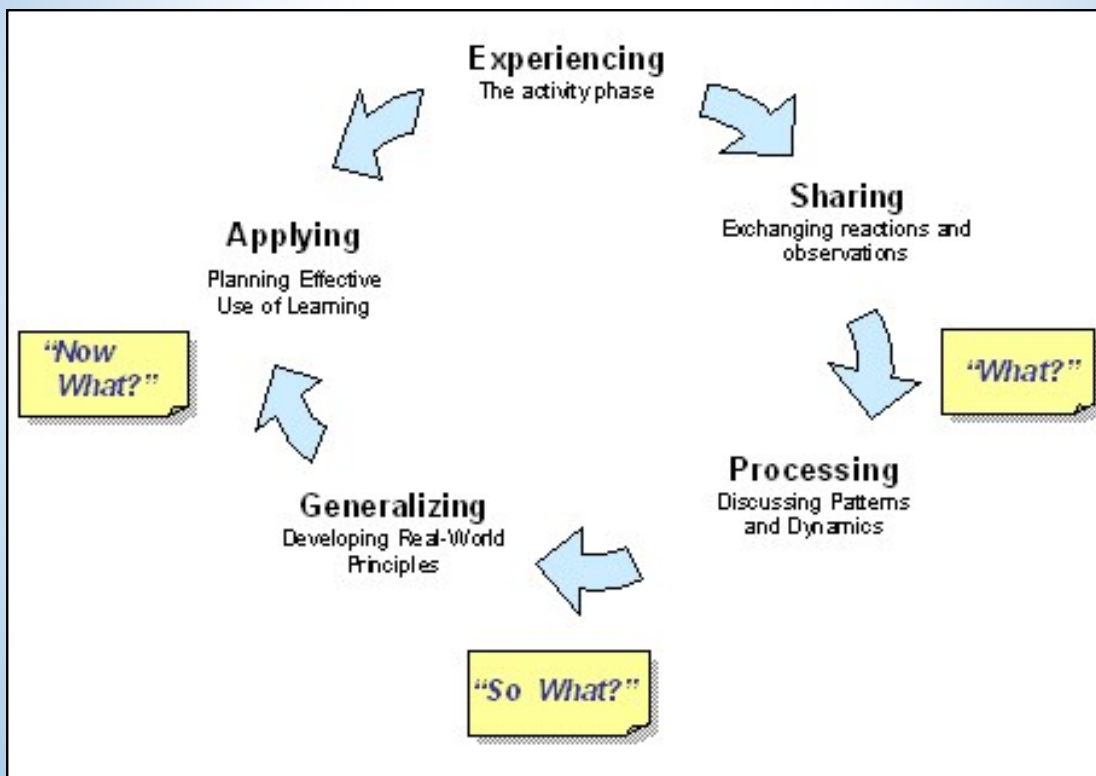 Experiencing
The activity phase
Sharing
Exchanging reactions and
observations
“What?”
Processing
Discussing Patterns
and Dynamics
“So What?”
Generalizing
Developing Real-World
Principles
“Now
What?”
Applying
Planning Effective
Use of Learning